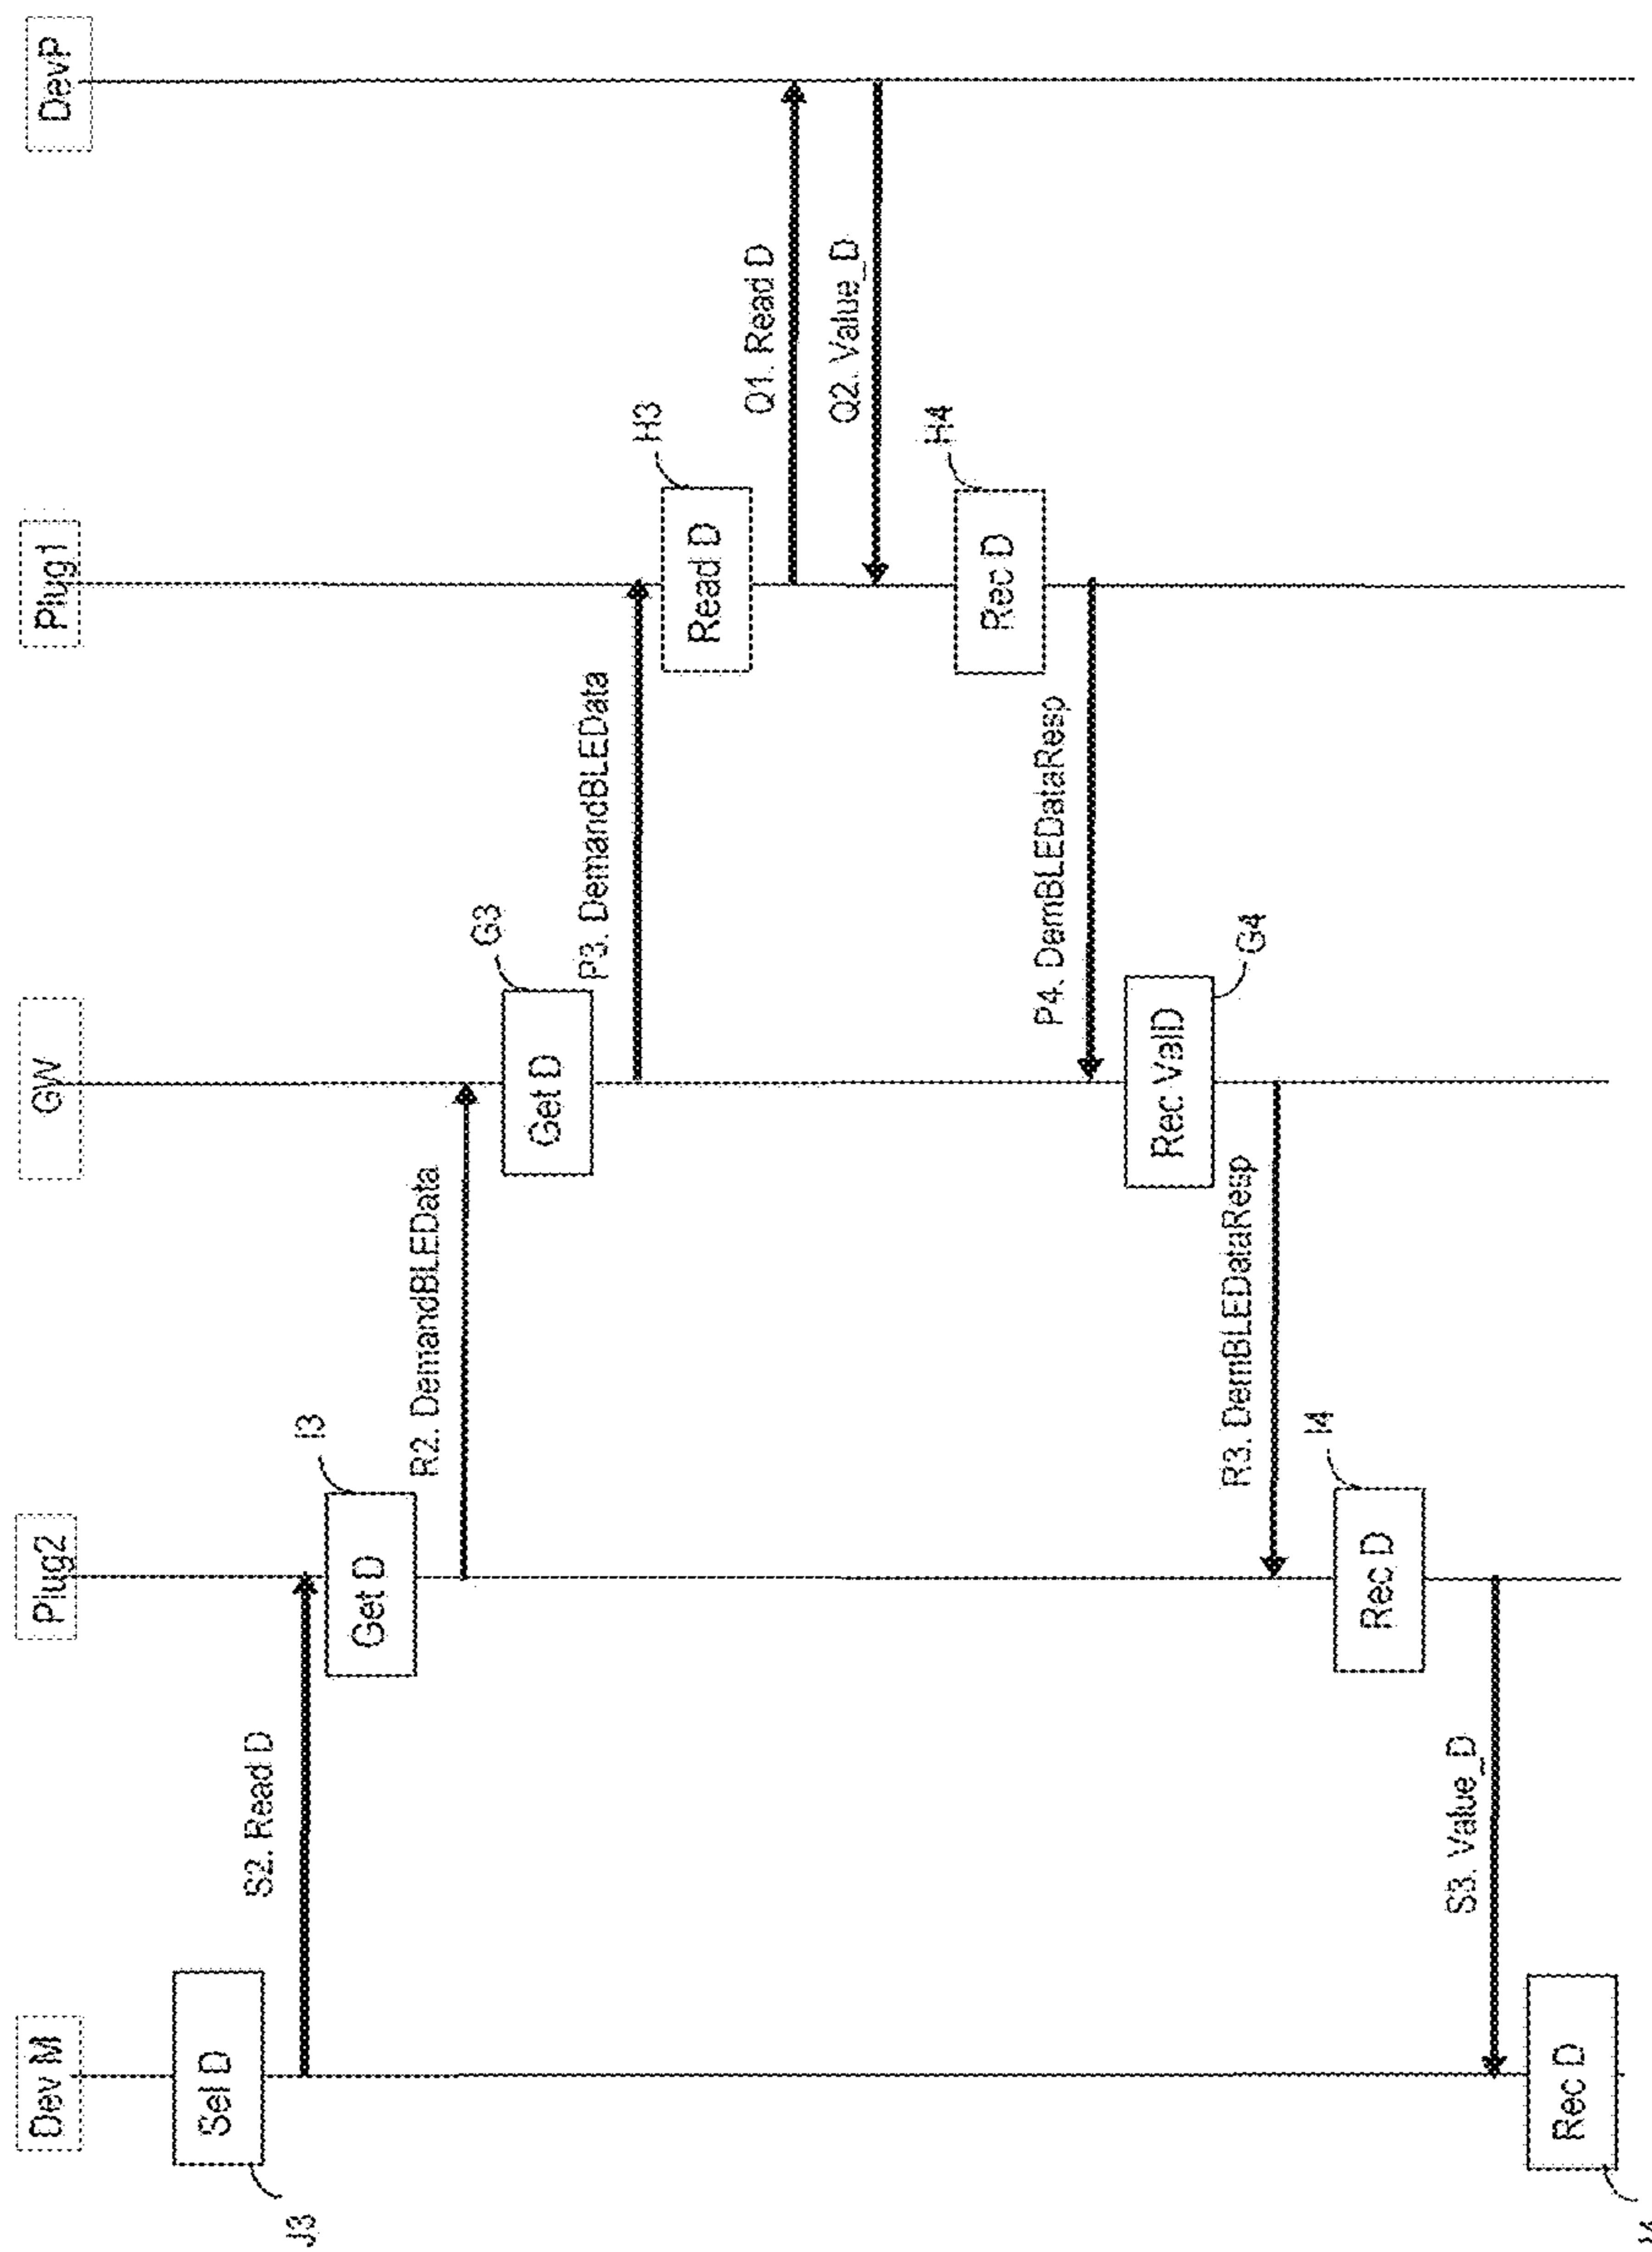 Dev M
Plug2
GW
Plug1
DevP
Sel D
J3
S2. Read D
Get D
I3
R2. DemandBLEData
Get D
G3
P3. DemandBLEData
Read D
H3
Q1. Read D
Q2. Value_D
Rec D
H4
P4. DemBLEDataResp
Rec ValD
G4
R3. DemBLEDataResp
Rec D
I4
S3. Value_D
Rec D